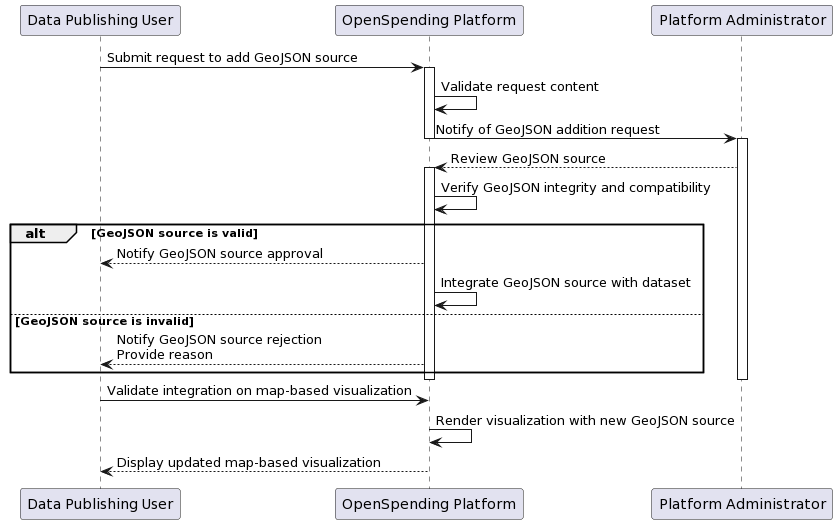 Data Publishing User
OpenSpending Platform
Platform Administrator
Submit request to add GeoJSON source
Validate request content
Notify of GeoJSON addition request
Review GeoJSON source
Verify GeoJSON integrity and compatibility
alt
[GeoJSON source is valid]
Notify GeoJSON source approval
Integrate GeoJSON source with dataset
[GeoJSON source is invalid]
Notify GeoJSON source rejection
Provide reason
Validate integration on map-based visualization
Render visualization with new GeoJSON source
Display updated map-based visualization
Data Publishing User
OpenSpending Platform
Platform Administrator